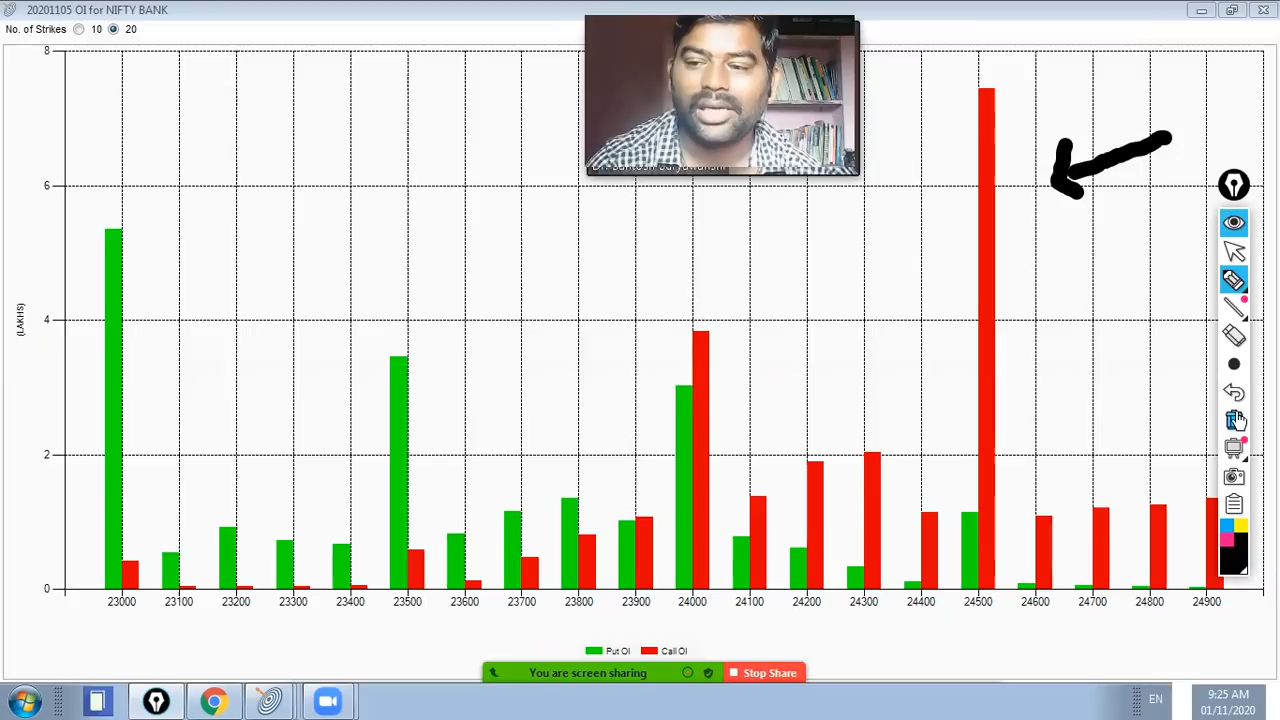 20201105 OI for NIFTY BANK
No. of Strikes 10 20
8
6
(LAKHS)
4
2
0
23000 23100 23200 23300 23400 23500 23600 23700 23800 23900 24000 24100 24200 24300 24400 24500 24600 24700 24800 24900
Put OI Call OI
You are screen sharing Stop Share
EN
9:25 AM
01/11/2020